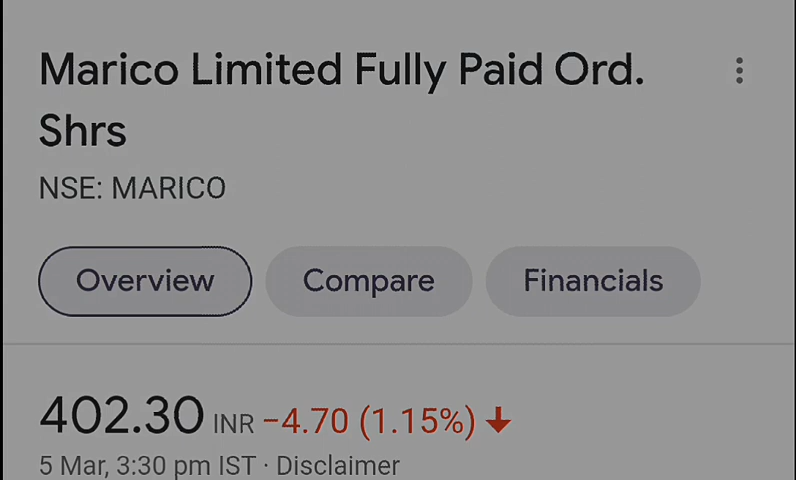 Marico Limited Fully Paid Ord.
Shrs
NSE: MARICO
Overview Compare Financials
402.30 INR −4.70 (1.15%) ↓
5 Mar, 3:30 pm IST · Disclaimer